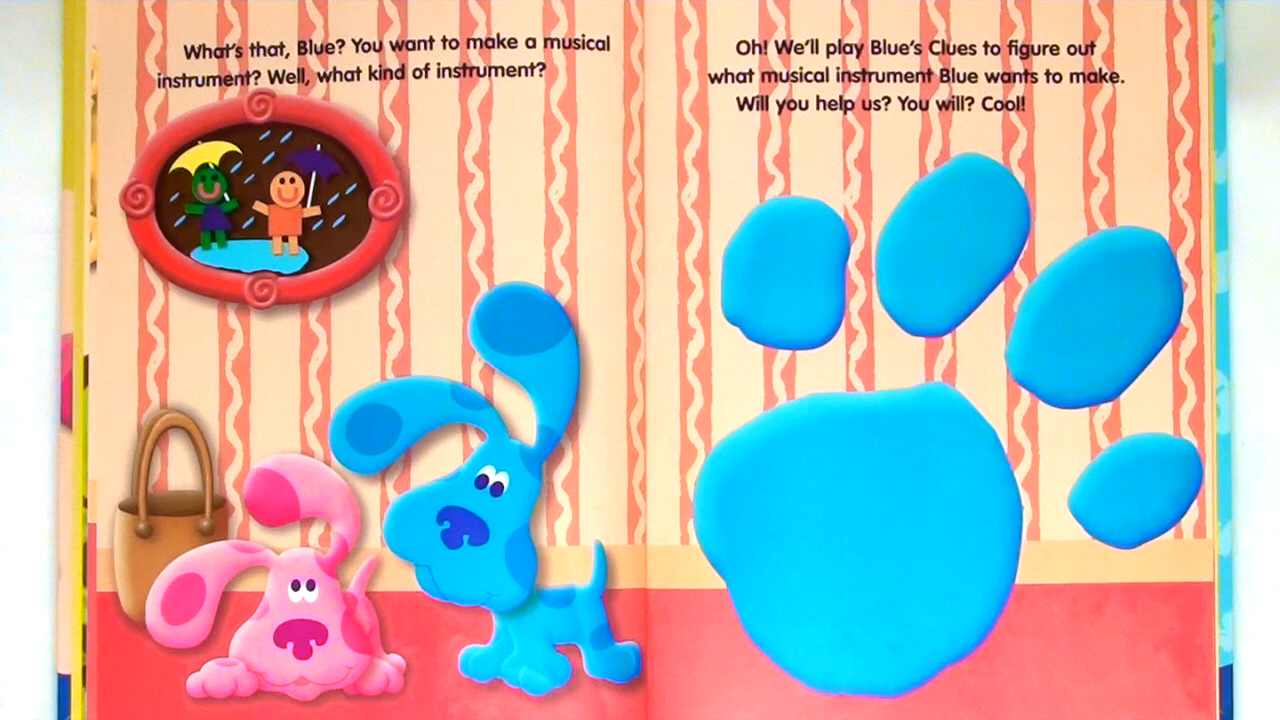 What's that, Blue? You want to make a musical
instrument? Well, what kind of instrument?
Oh! We'll play Blue's Clues to figure out
what musical instrument Blue wants to make.
Will you help us? You will? Cool!